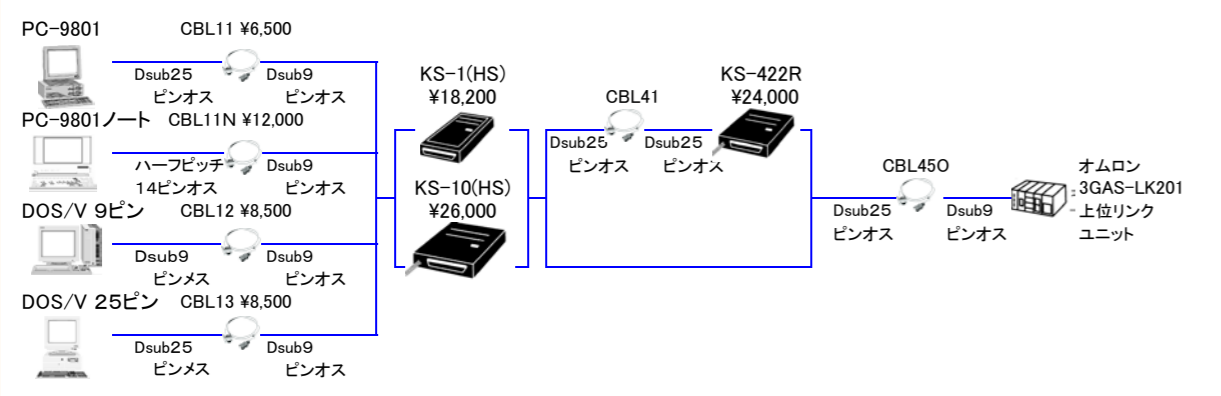 PC-9801
CBL11 ¥6,500
Dsub25
ピンオス
Dsub9
ピンオス
PC-9801ノート
CBL11N ¥12,000
ハーフピッチ
14ピンオス
Dsub9
ピンオス
DOS/V 9ピン
CBL12 ¥8,500
Dsub9
ピンメス
Dsub9
ピンオス
DOS/V 25ピン
CBL13 ¥8,500
Dsub25
ピンメス
Dsub9
ピンオス
KS-1(HS)
¥18,200
KS-10(HS)
¥26,000
CBL41
Dsub25
ピンオス
Dsub25
ピンオス
KS-422R
¥24,000
CBL45O
Dsub25
ピンオス
Dsub9
ピンオス
オムロン
3GAS-LK201
上位リンク
ユニット